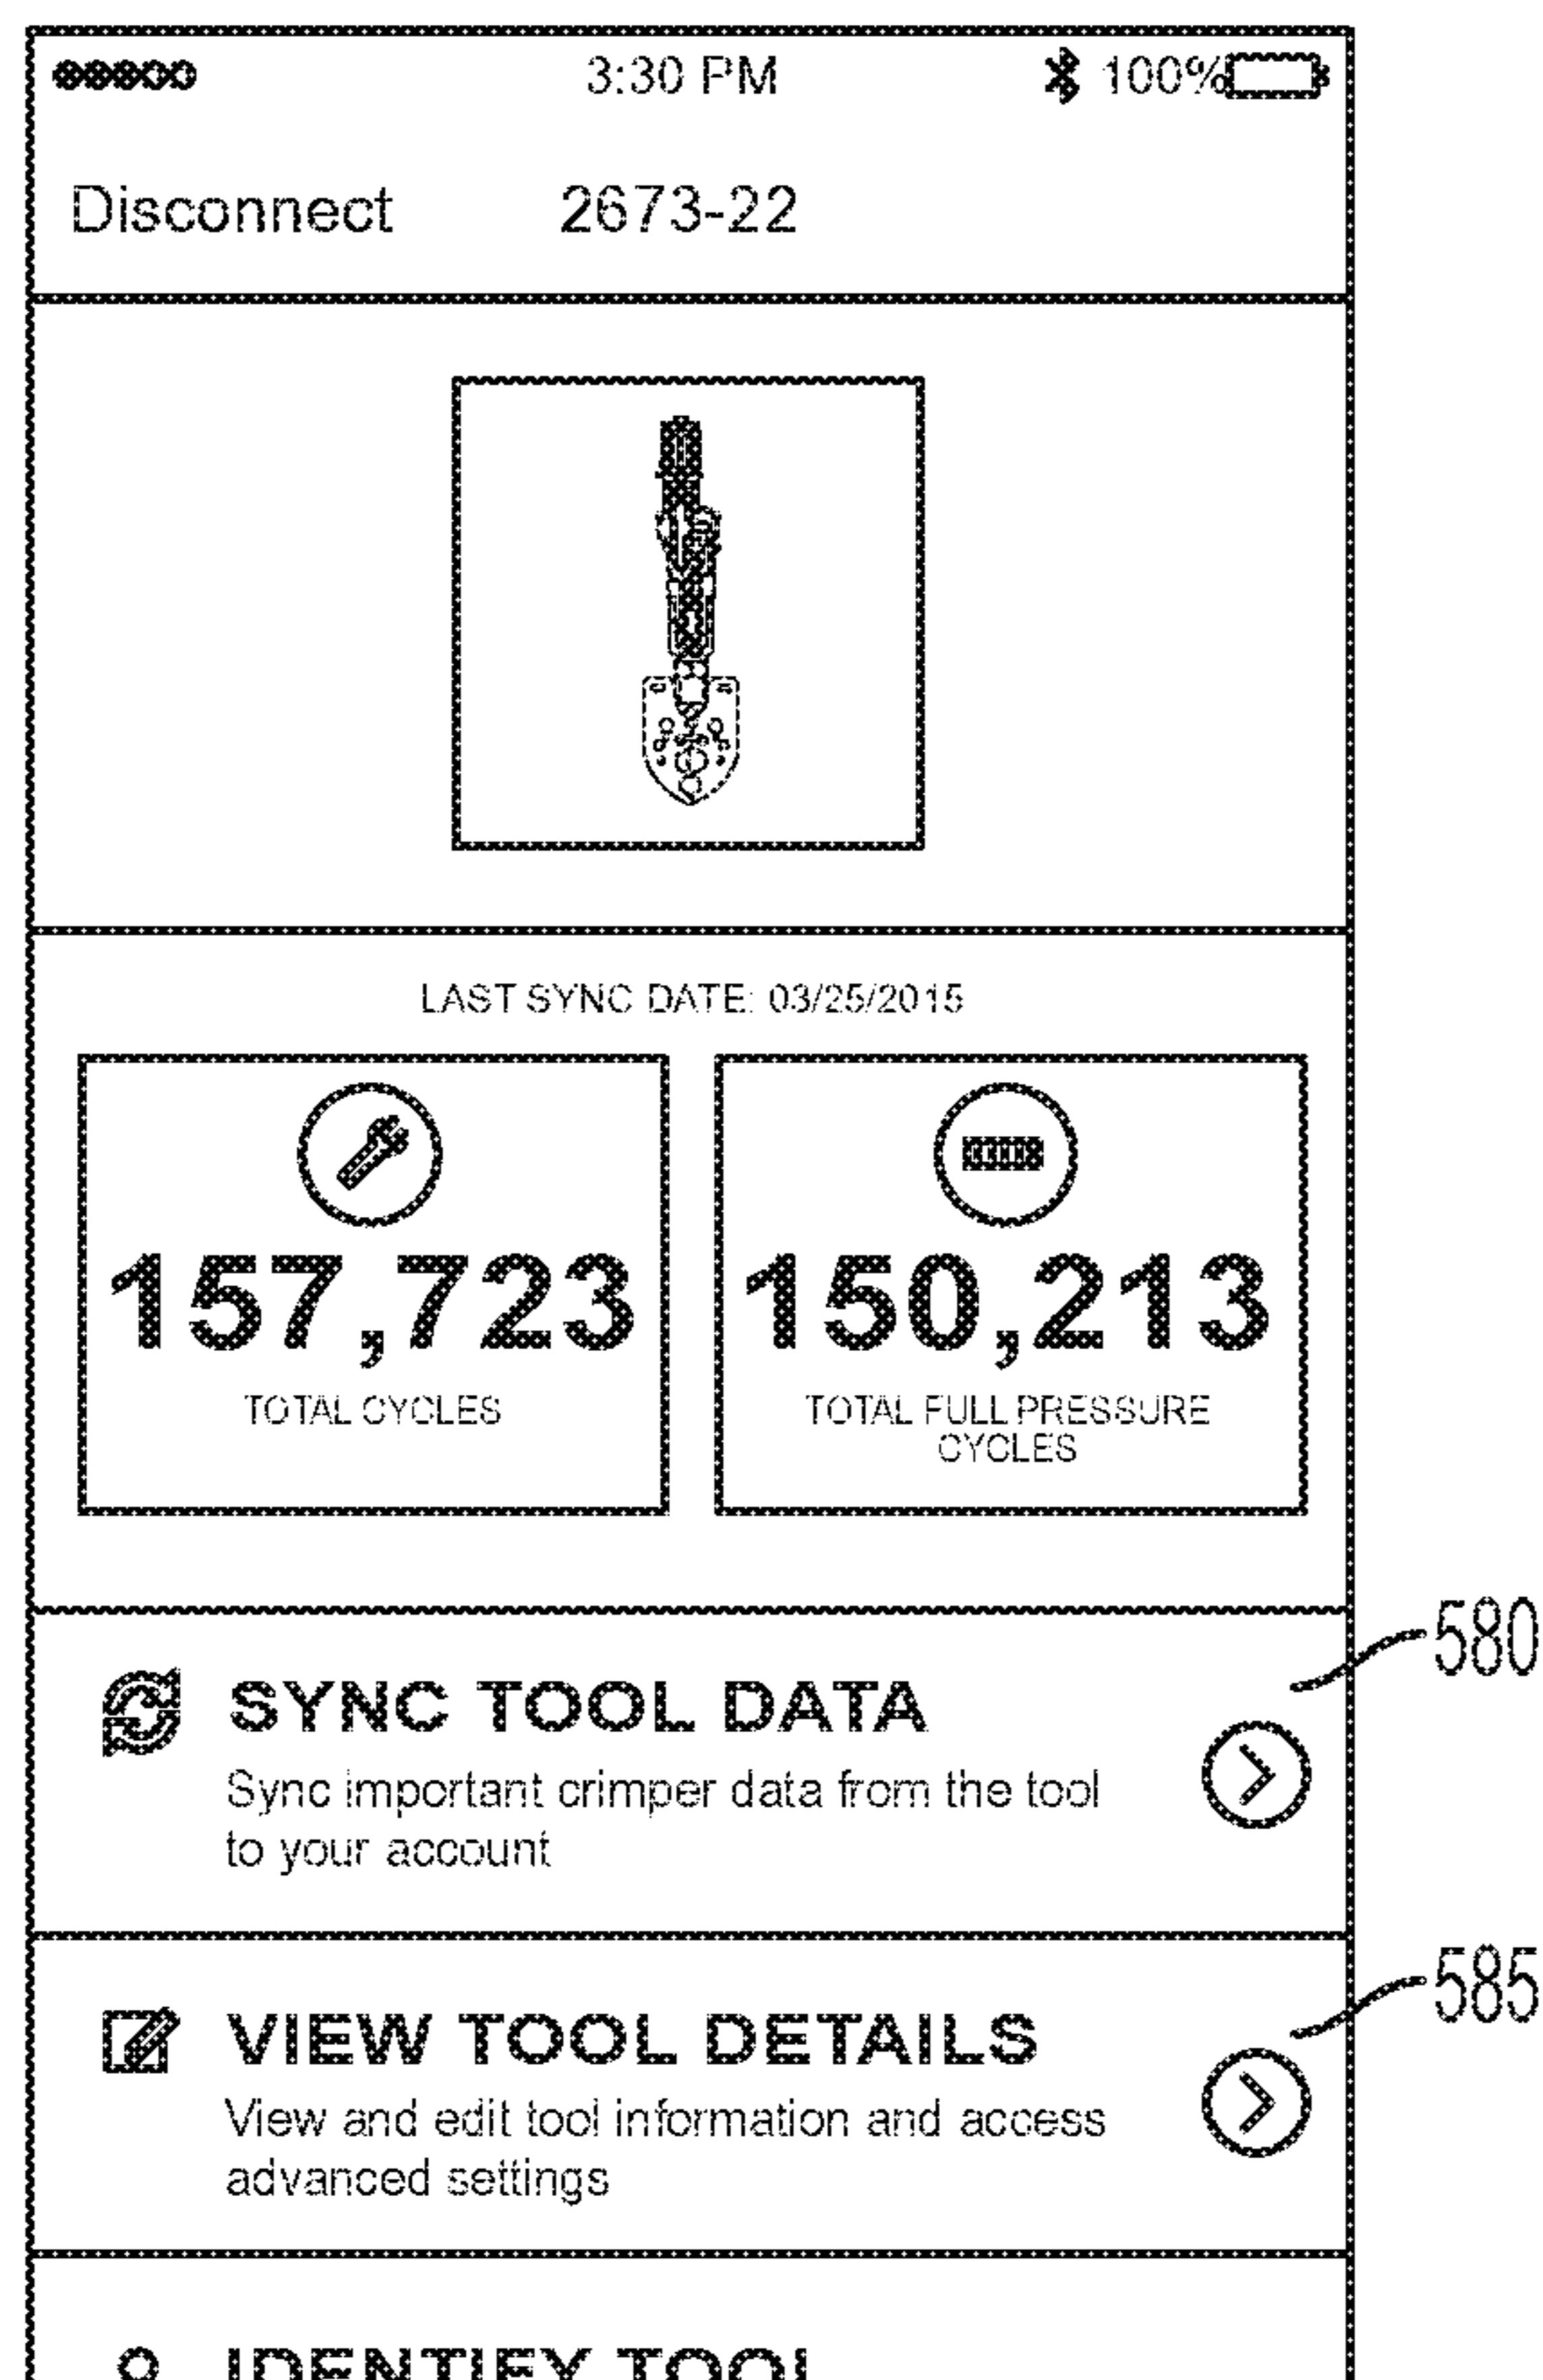 3:30 PM
100%
Disconnect 2673-22
LAST SYNC DATE: 03/25/2015
157,723
TOTAL CYCLES
150,213
TOTAL FULL PRESSURE
CYCLES
580
SYNC TOOL DATA
Sync important crimper data from the tool
to your account
585
VIEW TOOL DETAILS
View and edit tool information and access
advanced settings
IDENTIFY TOOL